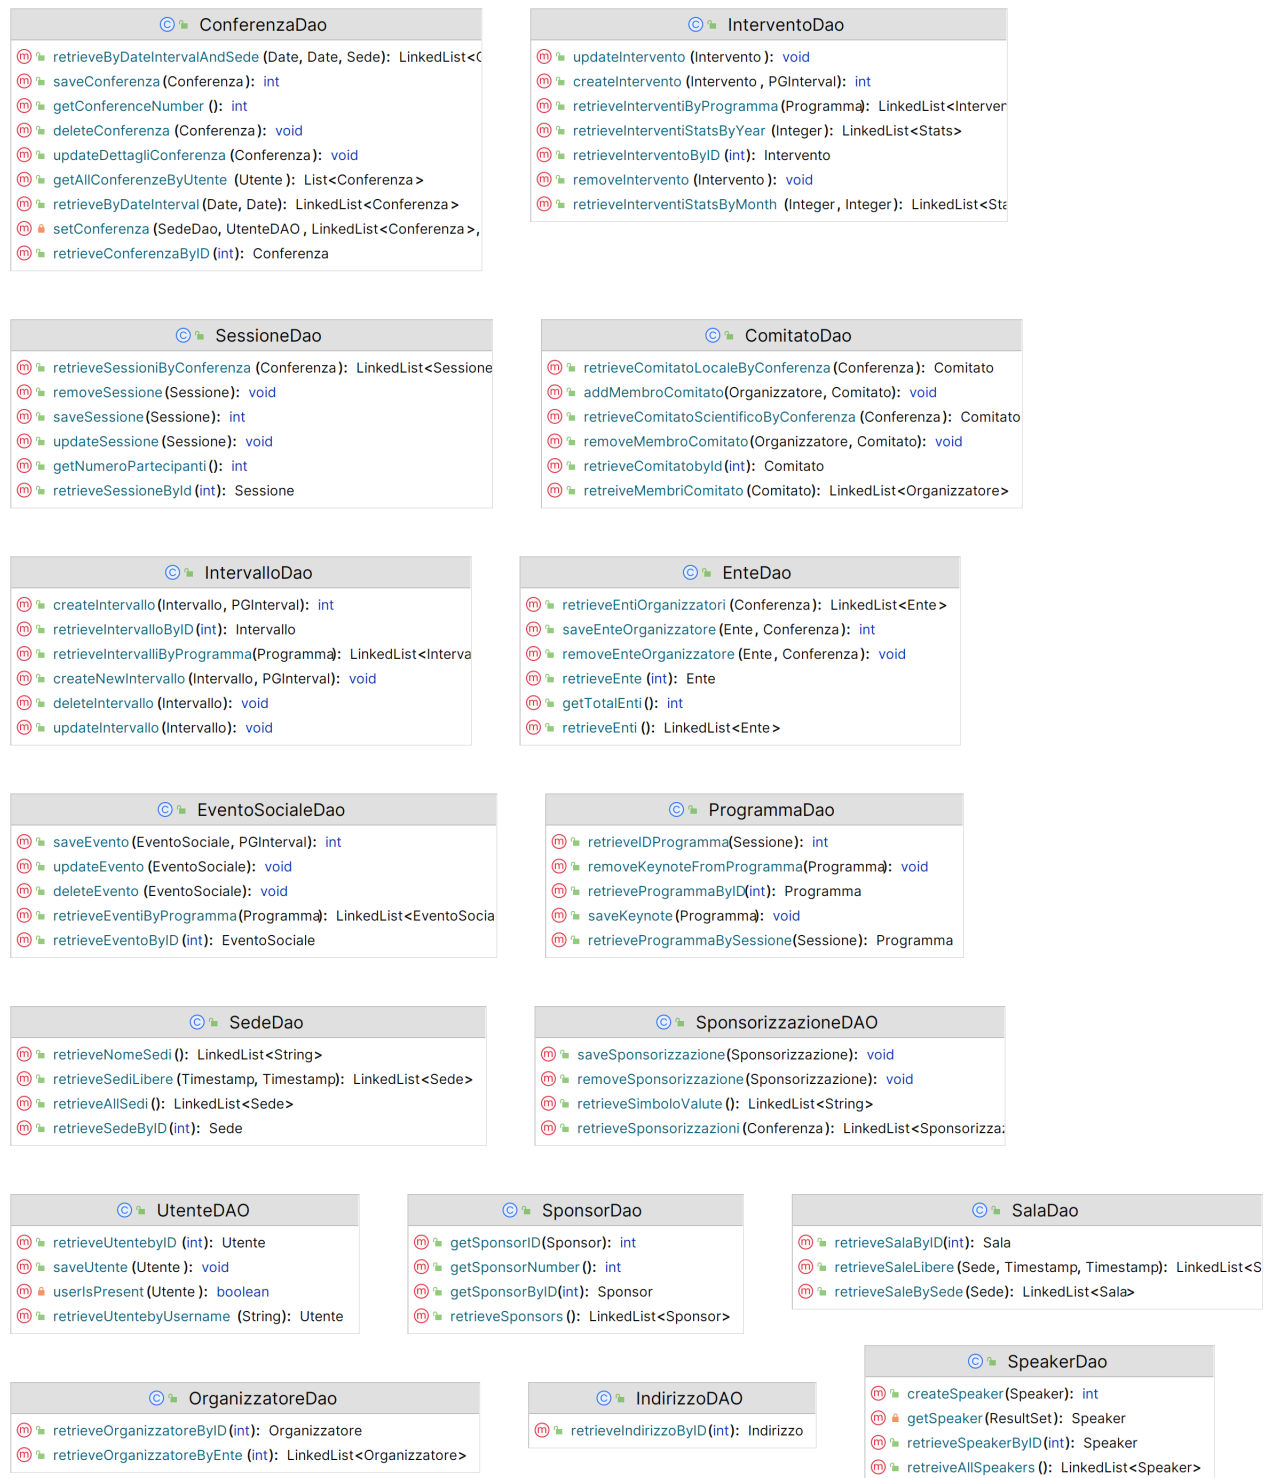 ConferenzaDao
retrieveByDateIntervalAndSede (Date, Date, Sede): LinkedList<C
saveConferenza(Conferenza): int
getConferenceNumber (): int
deleteConferenza (Conferenza): void
updateDettagliConferenza (Conferenza): void
getAllConferenzeByUtente (Utente): List<Conferenza>
retrieveByDateInterval(Date, Date): LinkedList<Conferenza>
setConferenza (SedeDao, UtenteDAO, LinkedList<Conferenza>,
retrieveConferenzaByID(int): Conferenza
InterventoDao
updateIntervento (Intervento): void
createIntervento (Intervento, PGInterval): int
retrieveInterventiByProgramma(Programma): LinkedList<Interven
retrieveInterventiStatsByYear (Integer): LinkedList<Stats>
retrieveInterventoByID (int): Intervento
removeIntervento (Intervento): void
retrieveInterventiStatsByMonth (Integer, Integer): LinkedList<Sta
SessioneDao
retrieveSessioniByConferenza (Conferenza): LinkedList<Sessione
removeSessione(Sessione): void
saveSessione(Sessione): int
updateSessione(Sessione): void
getNumeroPartecipanti(): int
retrieveSessioneById(int): Sessione
ComitatoDao
retrieveComitatoLocaleByConferenza(Conferenza): Comitato
addMembroComitato(Organizzatore, Comitato): void
retrieveComitatoScientificoByConferenza (Conferenza): Comitato
removeMembroComitato(Organizzatore, Comitato): void
retrieveComitatobyId(int): Comitato
retreiveMembriComitato(Comitato): LinkedList<Organizzatore>
IntervalloDao
createIntervallo(Intervallo, PGInterval): int
retrieveIntervalloByID(int): Intervallo
retrieveIntervalliByProgramma(Programma): LinkedList<Interva
createNewIntervallo(Intervallo, PGInterval): void
deleteIntervallo(Intervallo): void
updateIntervallo(Intervallo): void
EnteDao
retrieveEntiOrganizzatori (Conferenza): LinkedList<Ente>
saveEnteOrganizzatore(Ente, Conferenza): int
removeEnteOrganizzatore (Ente, Conferenza): void
retrieveEnte (int): Ente
getTotalEnti(): int
retrieveEnti (): LinkedList<Ente>
EventoSocialeDao
saveEvento(EventoSociale, PGInterval): int
updateEvento (EventoSociale): void
deleteEvento (EventoSociale): void
retrieveEventiByProgramma(Programma): LinkedList<EventoSocia
retrieveEventoByID (int): EventoSociale
ProgrammaDao
retrieveIDProgramma(Sessione): int
removeKeynoteFromProgramma(Programma): void
retrieveProgrammaByID(int): Programma
saveKeynote(Programma): void
retrieveProgrammaBySessione(Sessione): Programma
SedeDao
retrieveNomeSedi(): LinkedList<String>
retrieveSediLibere (Timestamp, Timestamp): LinkedList<Sede>
retrieveAllSedi(): LinkedList<Sede>
retrieveSedeByID(int): Sede
SponsorizzazioneDAO
saveSponsorizzazione(Sponsorizzazione): void
removeSponsorizzazione(Sponsorizzazione): void
retrieveSimboloValute (): LinkedList<String>
retrieveSponsorizzazioni (Conferenza): LinkedList<Sponsorizzaz
UtenteDAO
retrieveUtentebyID (int): Utente
saveUtente (Utente): void
userIsPresent(Utente): boolean
retrieveUtentebyUsername (String): Utente
SponsorDao
getSponsorID(Sponsor): int
getSponsorNumber(): int
getSponsorByID(int): Sponsor
retrieveSponsors (): LinkedList<Sponsor>
SalaDao
retrieveSalaByID(int): Sala
retrieveSaleLibere(Sede, Timestamp, Timestamp): LinkedList<S
retrieveSaleBySede(Sede): LinkedList<Sala>
OrganizzatoreDao
retrieveOrganizzatoreByID(int): Organizzatore
retrieveOrganizzatoreByEnte (int): LinkedList<Organizzatore>
IndirizzoDAO
retrieveIndirizzoByID(int): Indirizzo
SpeakerDao
createSpeaker(Speaker): int
getSpeaker(ResultSet): Speaker
retrieveSpeakerByID(int): Speaker
retreiveAllSpeakers (): LinkedList<Speaker>